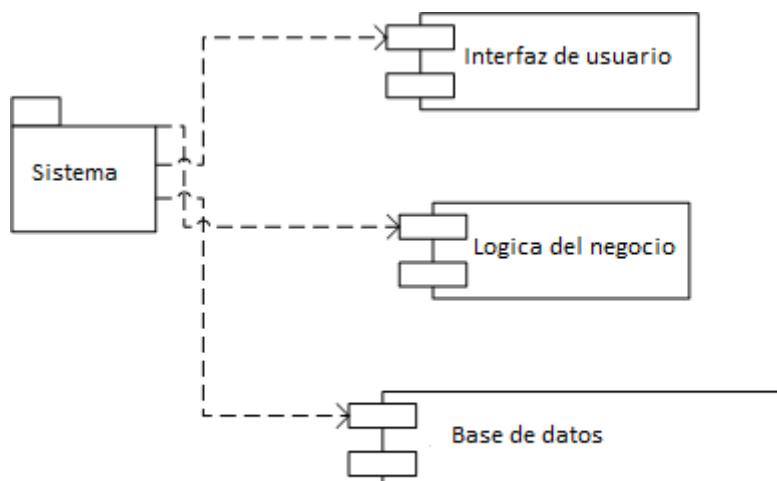 Interfaz de usuario
Sistema
Logica del negocio
Base de datos